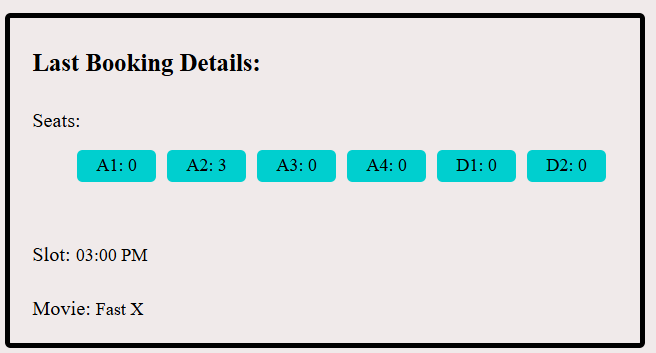 Last Booking Details:
Seats:
A1: 0 A2: 3 A3: 0 A4: 0 D1: 0 D2: 0
Slot: 03:00 PM
Movie: Fast X